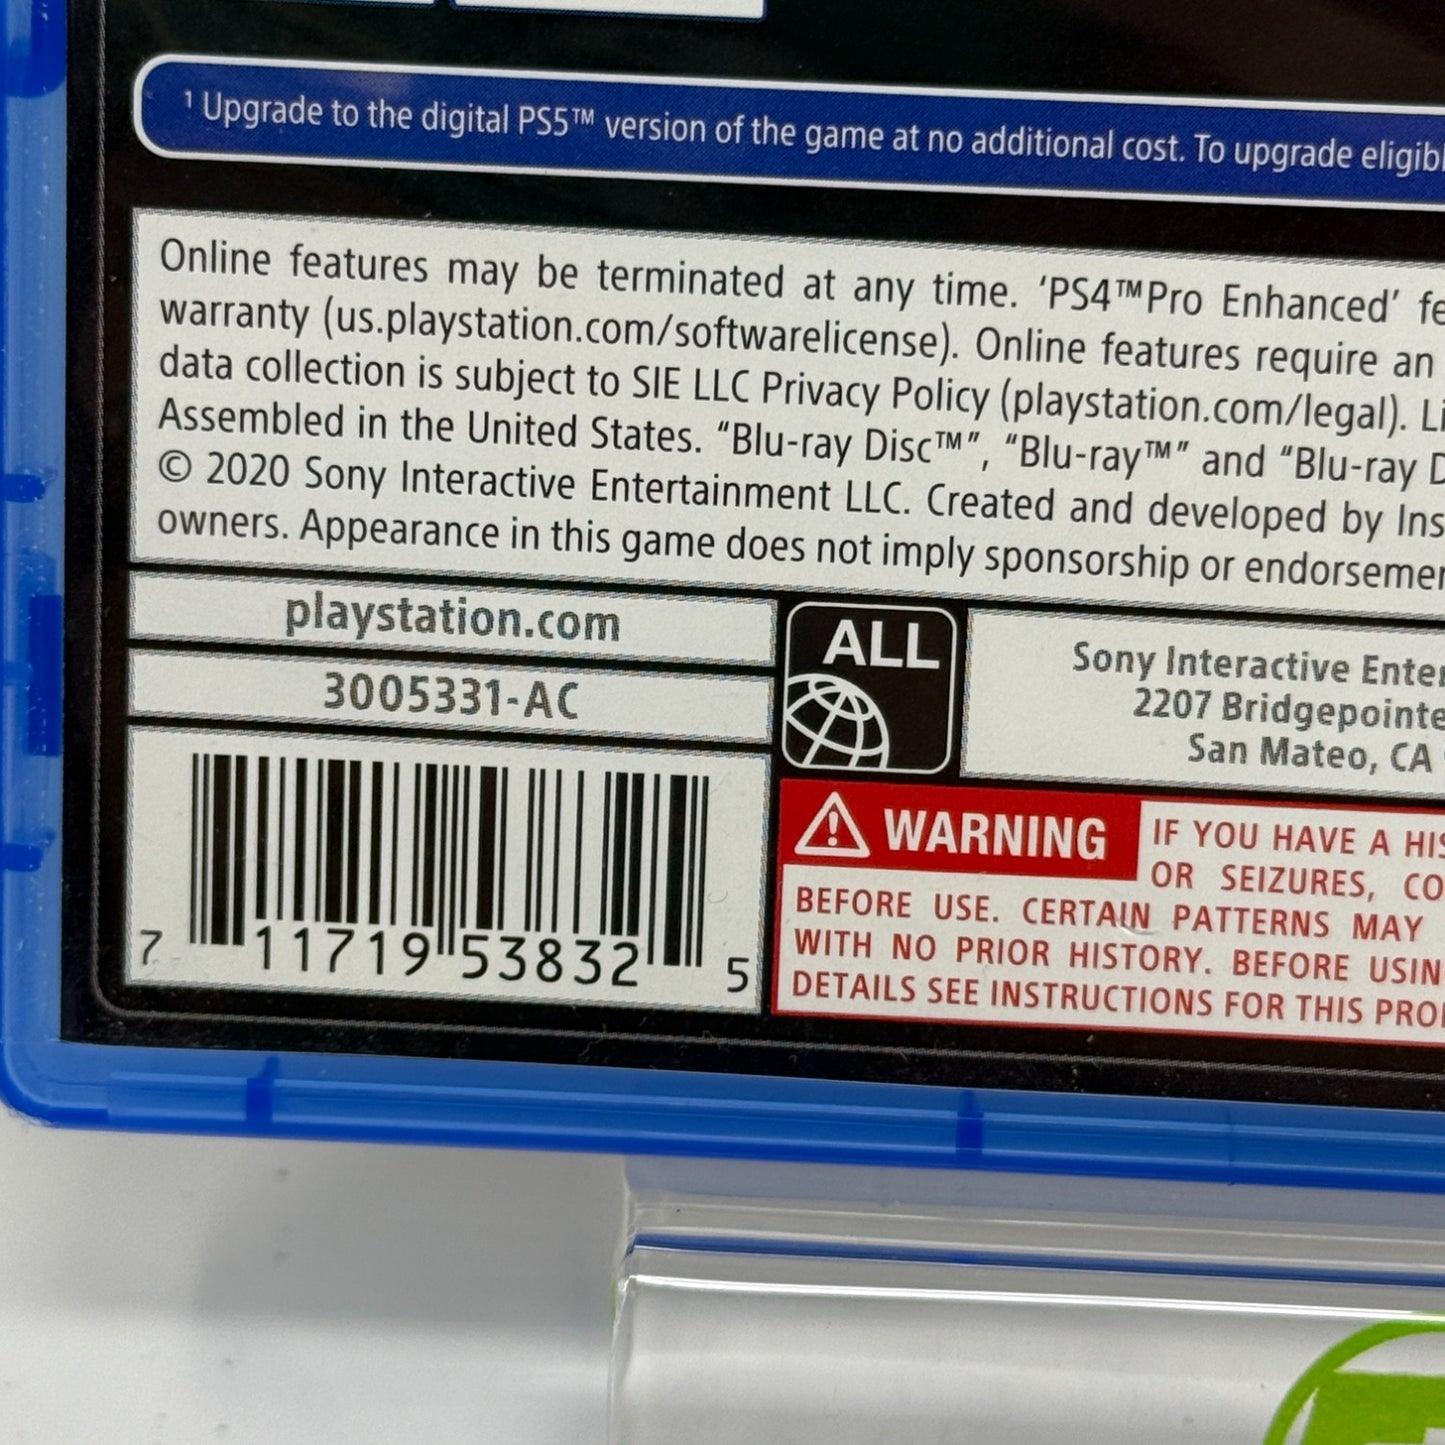 ¹ Upgrade to the digital PS5™ version of the game at no additional cost. To upgrade
Online features may be terminated at any time. ‘PS4™Pro Enhanced’
warranty (us.playstation.com/softwarelicense). Online features require an
data collection is subject to SIE LLC Privacy Policy (playstation.com/legal).
Assembled in the United States. “Blu-ray Disc™”, “Blu-ray™” and “Blu-ray
© 2020 Sony Interactive Entertainment LLC. Created and developed by
owners. Appearance in this game does not imply sponsorship or
playstation.com
3005331-AC
ALL
Sony Interactive
2207 Bridgepointe
San Mateo, CA
7 11719 53832 5
WARNING
IF YOU HAVE A
OR SEIZURES,
BEFORE USE. CERTAIN PATTERNS MAY
WITH NO PRIOR HISTORY. BEFORE
DETAILS SEE INSTRUCTIONS FOR THIS